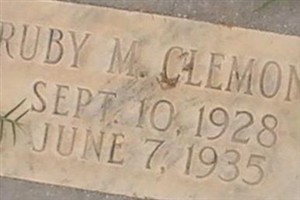 RUBY M. CLEMON
SEPT. 10, 1928
JUNE 7, 1935